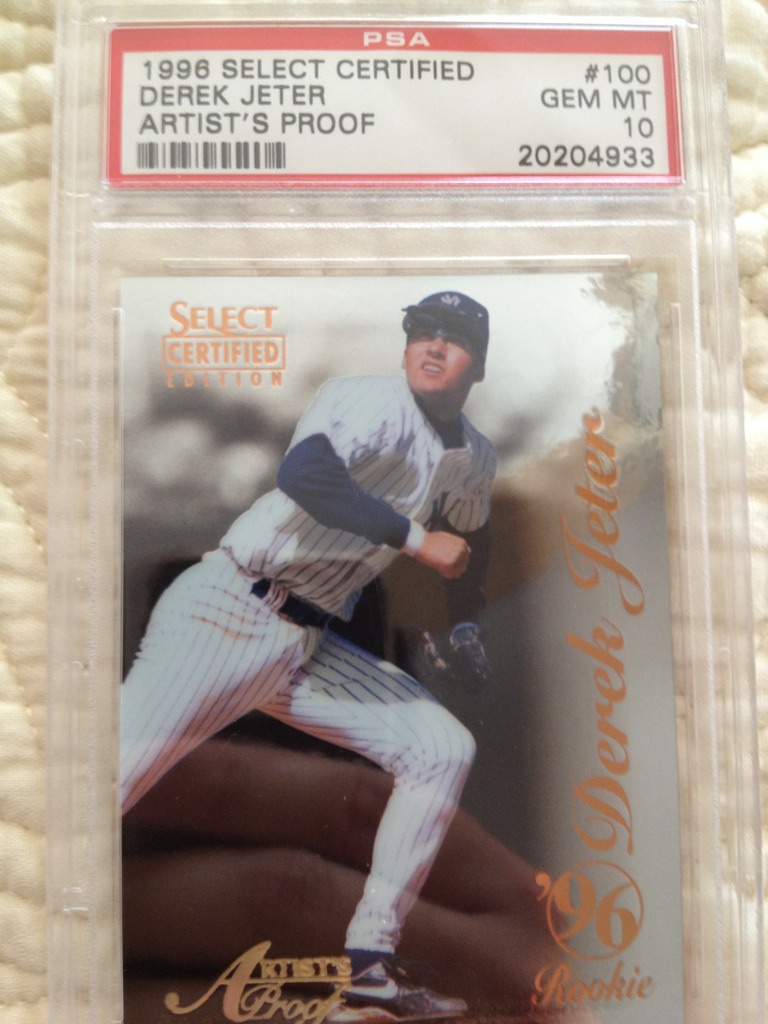 PSA
1996 SELECT CERTIFIED #100
DEREK JETER GEM MT
ARTIST'S PROOF 10
20204933
SELECT
CERTIFIED
EDITION
Derek Jeter
'96
Rookie
ARTIST'S
Proof